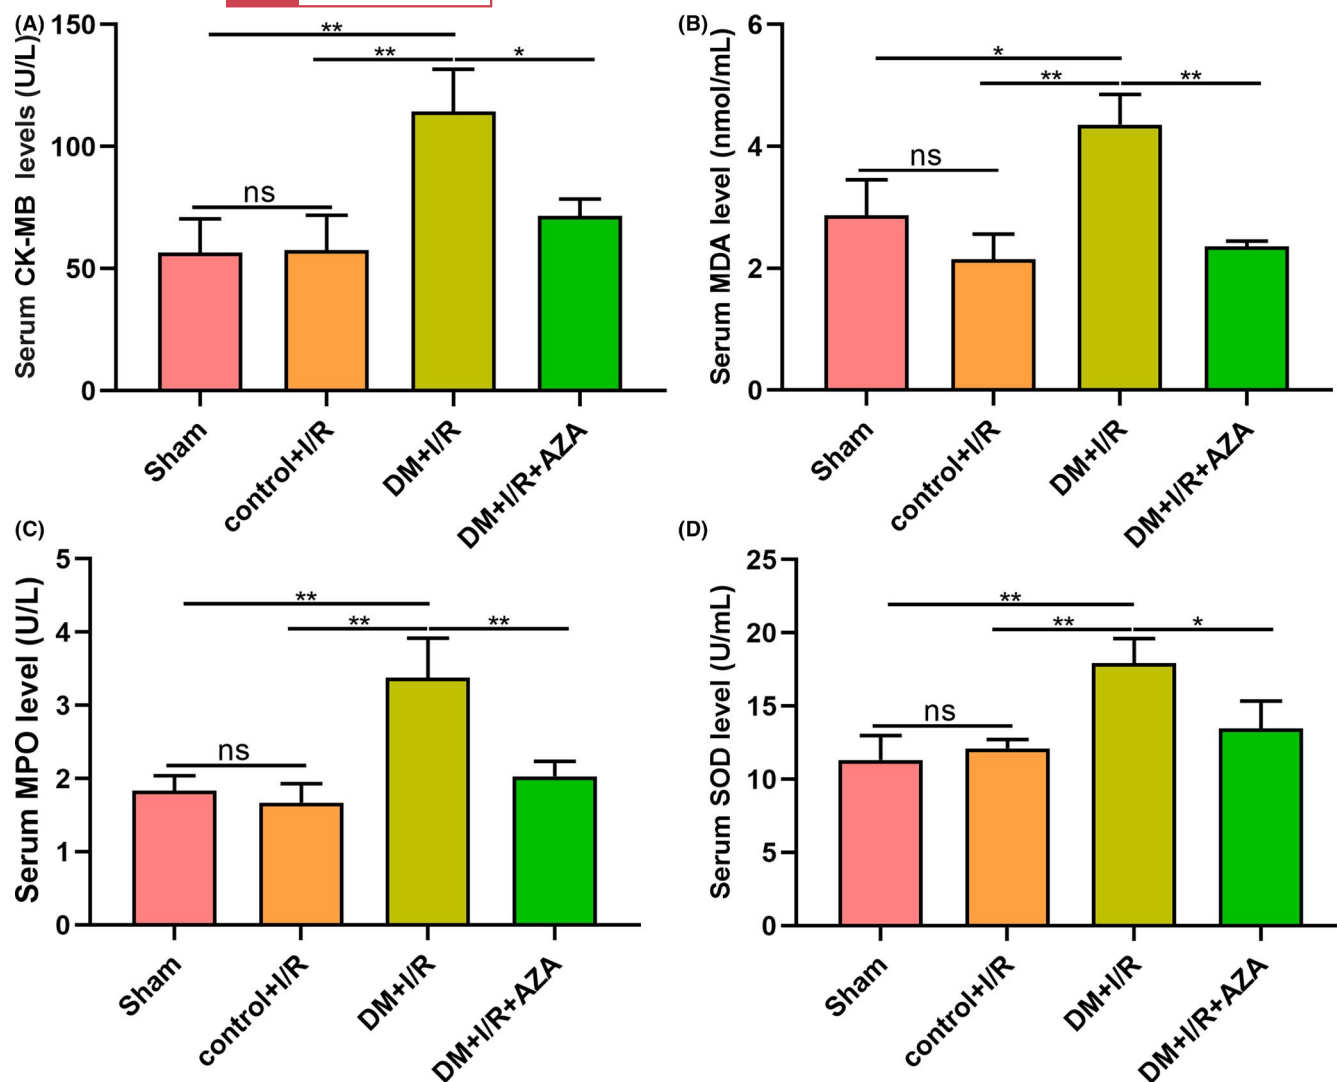 (A)
Serum CK-MB levels (U/L)
150
100
50
0
**
**
*
ns
Sham
control+I/R
DM+I/R
DM+I/R+AZA
(B)
Serum MDA level (nmol/mL)
6
4
2
0
*
**
**
ns
Sham
control+I/R
DM+I/R
DM+I/R+AZA
(C)
Serum MPO level (U/L)
5
4
3
2
1
0
**
**
**
ns
Sham
control+I/R
DM+I/R
DM+I/R+AZA
(D)
Serum SOD level (U/mL)
25
20
15
10
5
0
**
**
*
ns
Sham
control+I/R
DM+I/R
DM+I/R+AZA